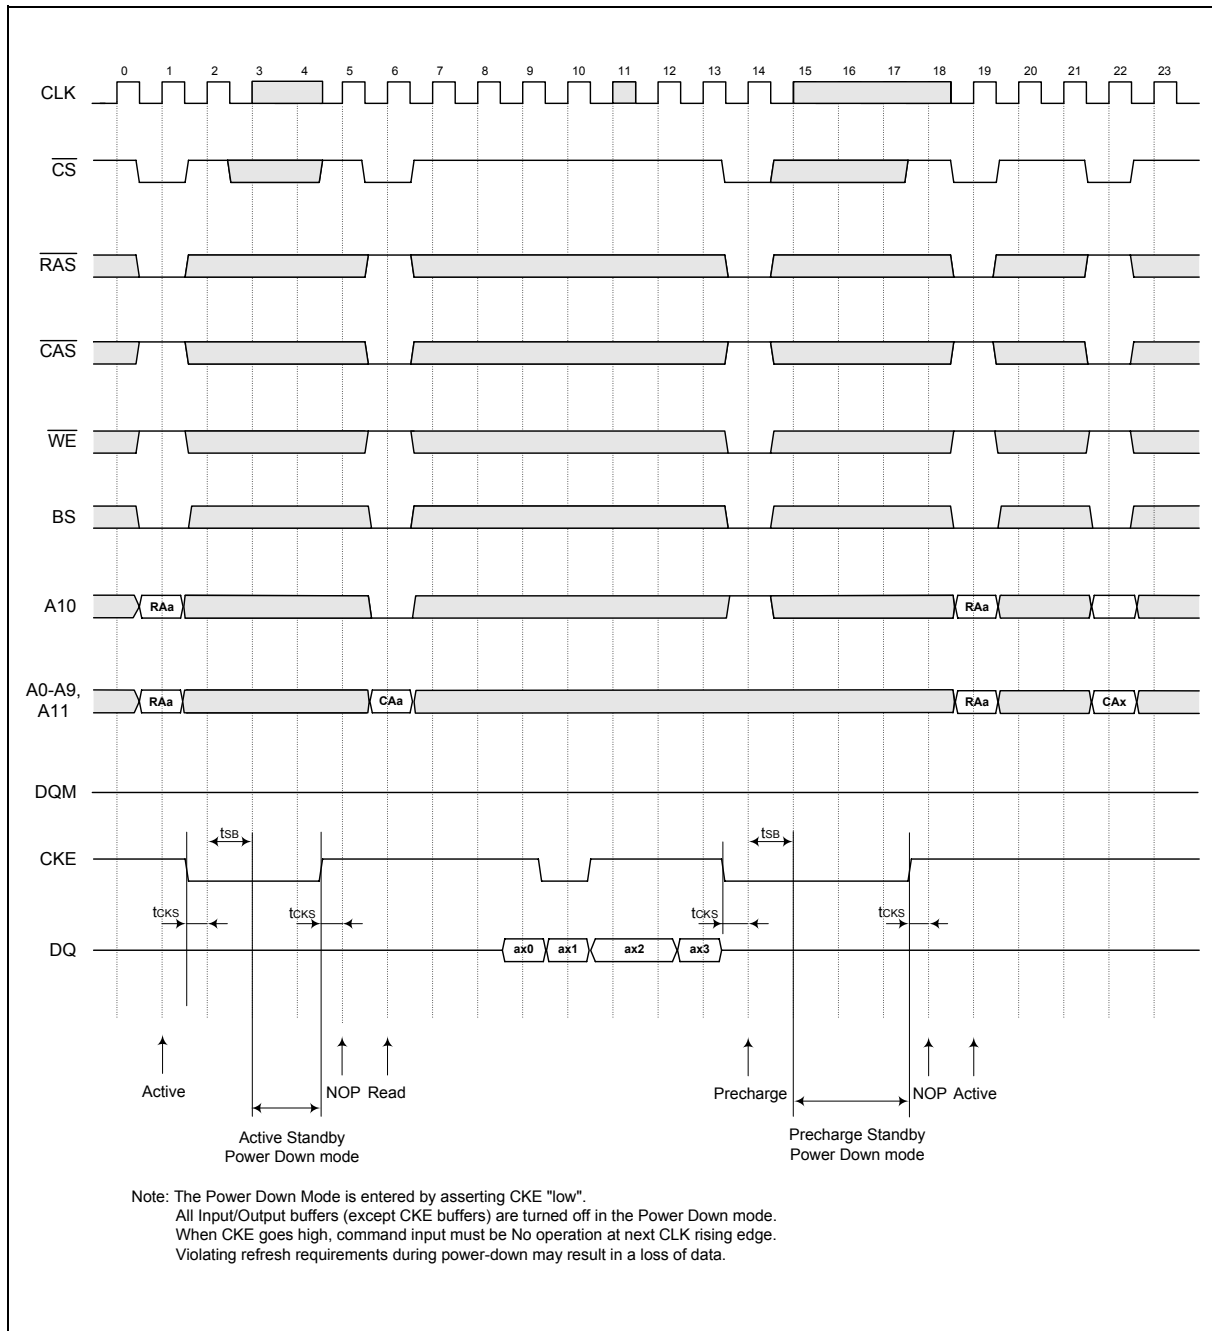 0 1 2 3 4 5 6 7 8 9 10 11 12 13 14 15 16 17 18 19 20 21 22 23
CLK
CS
RAS
CAS
WE
BS
A10 RAa RAa
A0-A9,
A11 RAa CAa RAa CAx
DQM
tSB tSB
CKE
tCKS tCKS tCKS tCKS
DQ ax0 ax1 ax2 ax3
Active NOP Read Precharge NOP Active
Active Standby
Power Down mode
Precharge Standby
Power Down mode
Note: The Power Down Mode is entered by asserting CKE "low".
All Input/Output buffers (except CKE buffers) are turned off in the Power Down mode.
When CKE goes high, command input must be No operation at next CLK rising edge.
Violating refresh requirements during power-down may result in a loss of data.